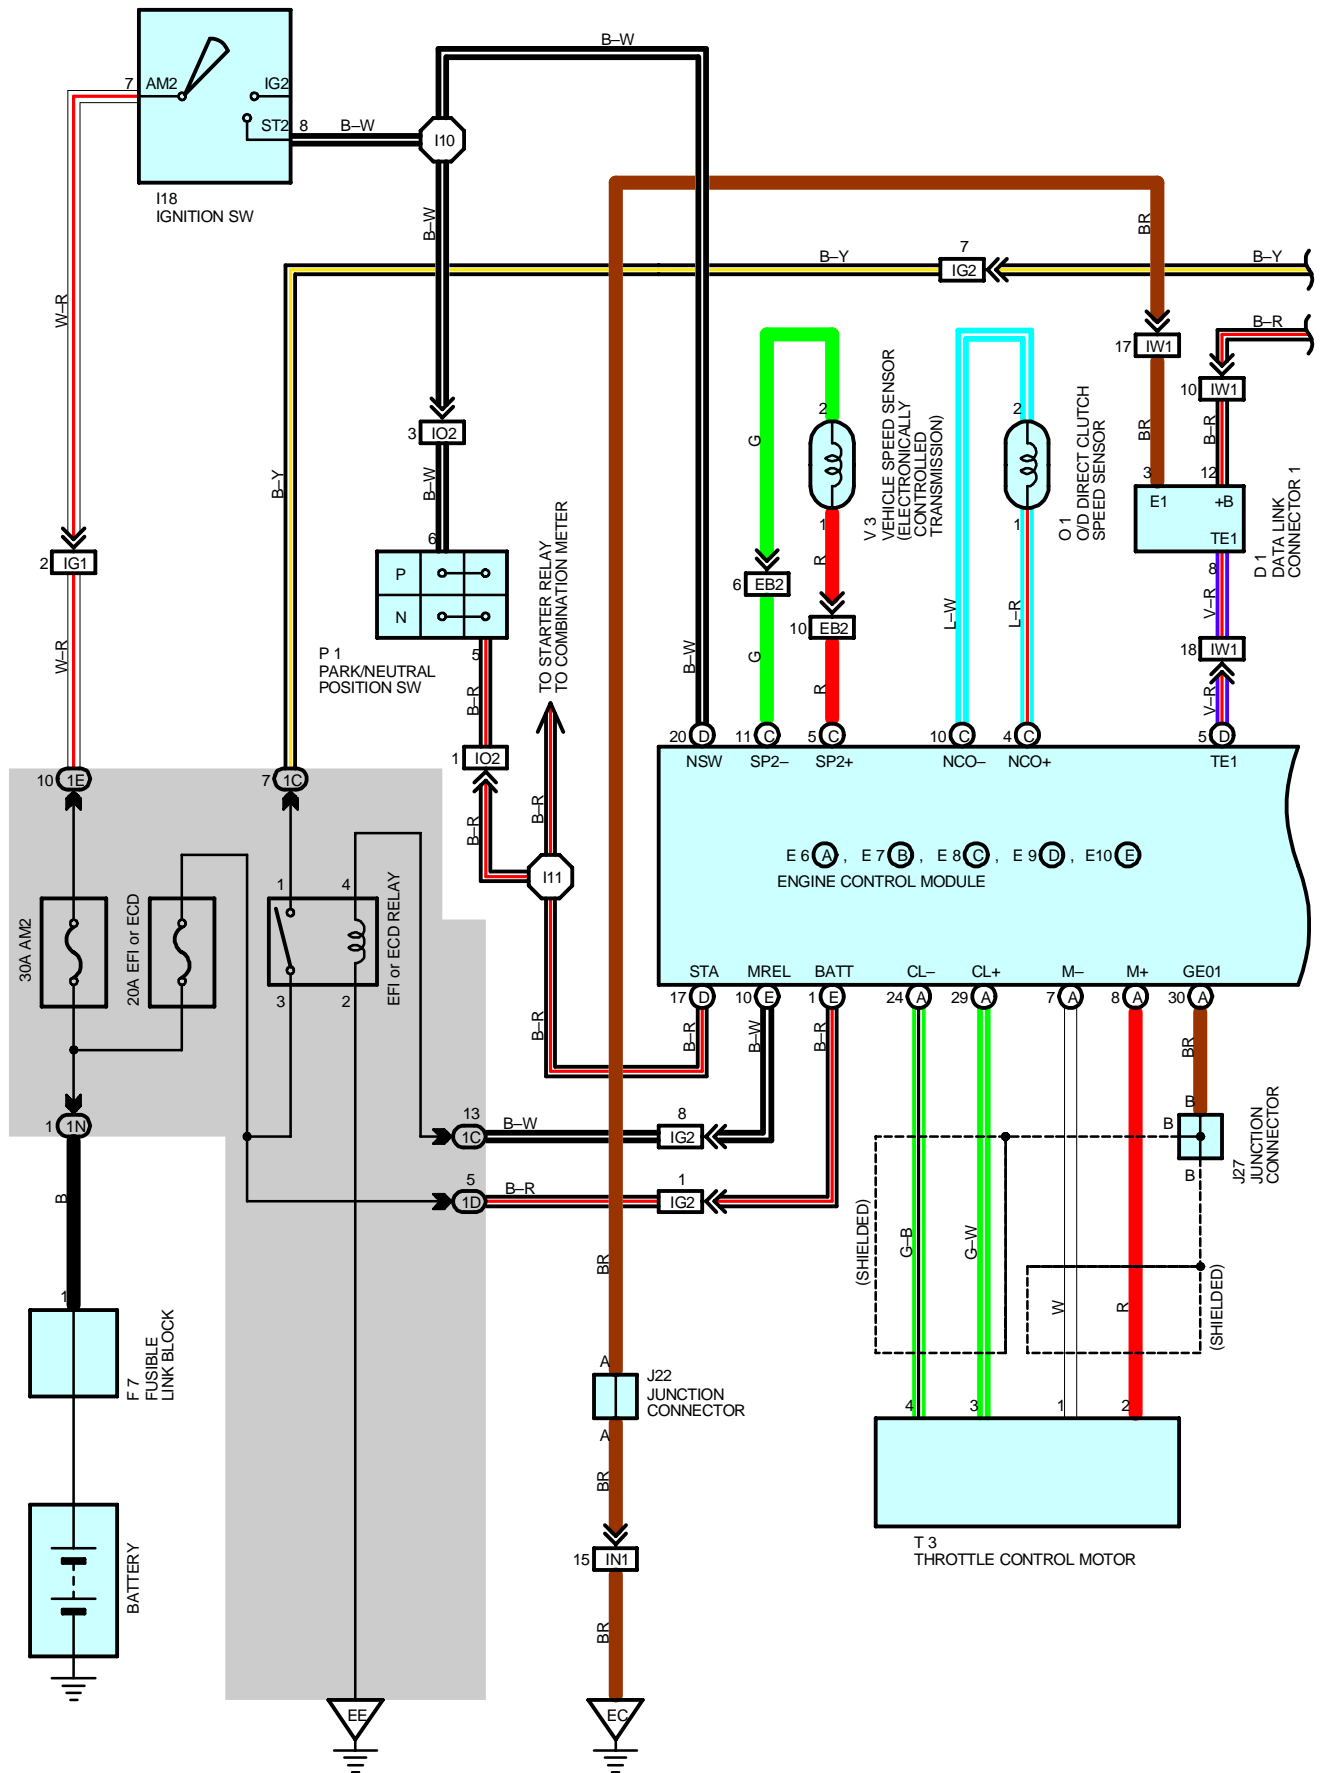 B–W
7
AM2
IG2
ST2
8
B–W
I10
I18
IGNITION SW
BR
B–W
W–R
B–Y
7
IG2
B–Y
B–R
17
IW1
10
IW1
B–R
BR
3
12
E1
+B
TE1
D 1
DATA LINK
CONNECTOR 1
8
V–R
18
IW1
V–R
2
G
V 3
VEHICLE SPEED SENSOR
(ELECTRONICALLY
CONTROLLED
TRANSMISSION)
1
R
6
EB2
10
EB2
G
R
2
O 1
O/D DIRECT CLUTCH
SPEED SENSOR
1
L–W
L–R
3
IO2
B–W
6
P
N
5
P 1
PARK/NEUTRAL
POSITION SW
B–Y
2
IG1
W–R
TO STARTER RELAY
TO COMBINATION METER
B–W
B–R
1
IO2
B–R
B–R
I11
10
1E
7
1C
20
D
11
C
5
C
10
C
4
C
5
D
NSW
SP2–
SP2+
NCO–
NCO+
TE1
E 6 A , E 7 B , E 8 C , E 9 D , E10 E
ENGINE CONTROL MODULE
STA
MREL
BATT
CL–
CL+
M–
M+
GE01
17
D
10
E
1
E
24
A
29
A
7
A
8
A
30
A
30A AM2
20A EFI or ECD
1
4
3
2
EFI or ECD RELAY
B–R
B–R
B–W
B–R
BR
1
1N
13
1C
B–W
8
IG2
5
1D
B–R
1
IG2
B
B
B
J27
JUNCTION
CONNECTOR
(SHIELDED)
G–B
G–W
W
R
(SHIELDED)
B
1
F 7
FUSIBLE
LINK BLOCK
BR
A
J22
JUNCTION
CONNECTOR
A
BR
4
3
1
2
T 3
THROTTLE CONTROL MOTOR
BATTERY
15
IN1
BR
EE
EC